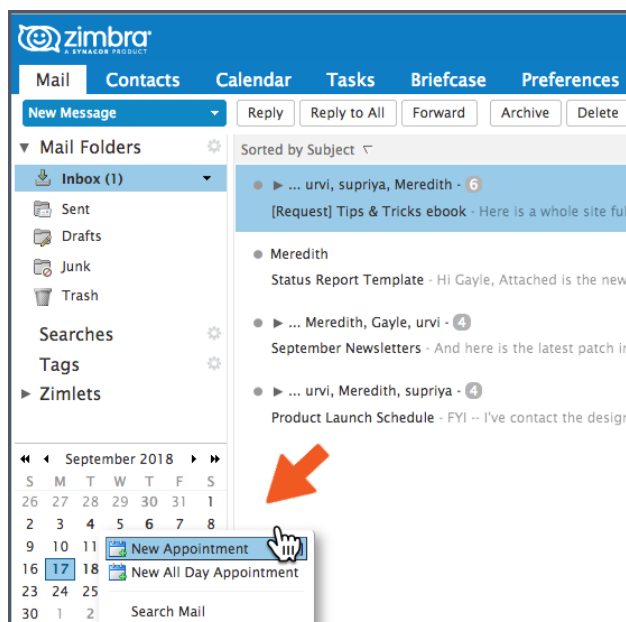 zimbra
A SYNACOR PRODUCT
Mail Contacts Calendar Tasks Briefcase Preferences
New Message Reply Reply to All Forward Archive Delete
Mail Folders
Sorted by Subject
Inbox (1)
... urvi, supriya, Meredith - 6
[Request] Tips & Tricks ebook - Here is a whole site ful
Sent
Drafts
Meredith
Junk
Status Report Template - Hi Gayle, Attached is the new
Trash
... Meredith, Gayle, urvi - 4
Searches
September Newsletters - And here is the latest patch in
Tags
Zimlets
... urvi, Meredith, supriya - 4
Product Launch Schedule - FYI -- I've contact the design
September 2018
S M T W T F S
26 27 28 29 30 31 1
2 3 4 5 6 7 8
9 10 11 New Appointment
16 17 18 New All Day Appointment
23 24 25
30 1 2 Search Mail